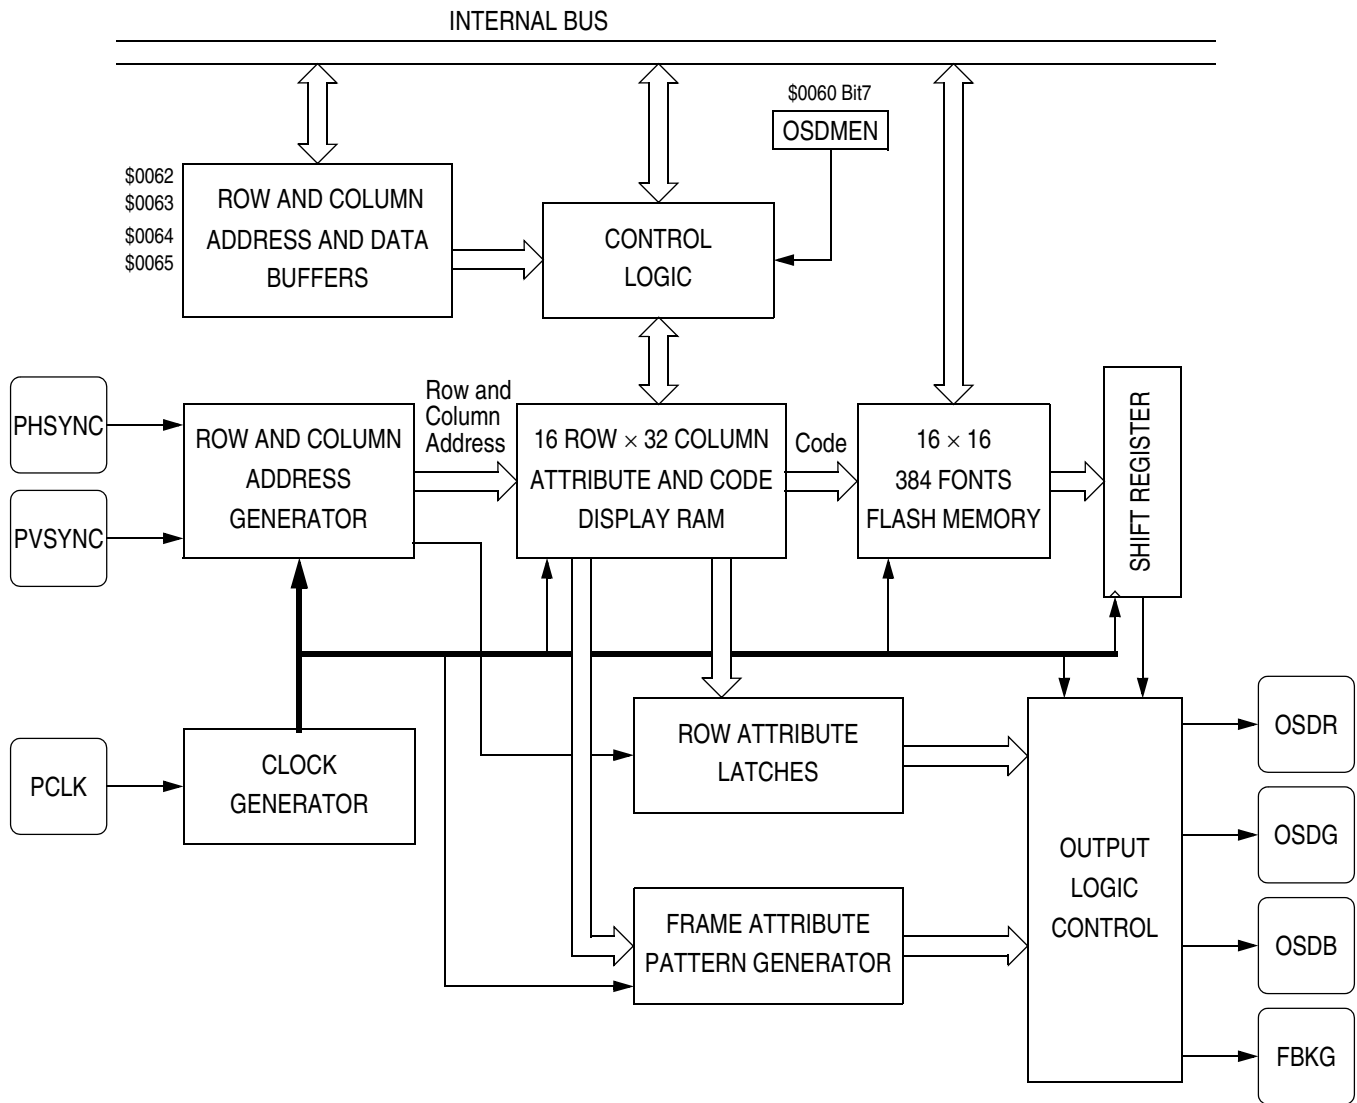 INTERNAL BUS
$0060 Bit7
OSDMEN
$0062
$0063
$0064
$0065
ROW AND COLUMN
ADDRESS AND DATA
BUFFERS
CONTROL
LOGIC
PHSYNC
PVSYNC
ROW AND COLUMN
ADDRESS
GENERATOR
Row and
Column
Address
16 ROW × 32 COLUMN
ATTRIBUTE AND CODE
DISPLAY RAM
Code
16 × 16
384 FONTS
FLASH MEMORY
SHIFT REGISTER
PCLK
CLOCK
GENERATOR
ROW ATTRIBUTE
LATCHES
FRAME ATTRIBUTE
PATTERN GENERATOR
OUTPUT
LOGIC
CONTROL
OSDR
OSDG
OSDB
FBKG